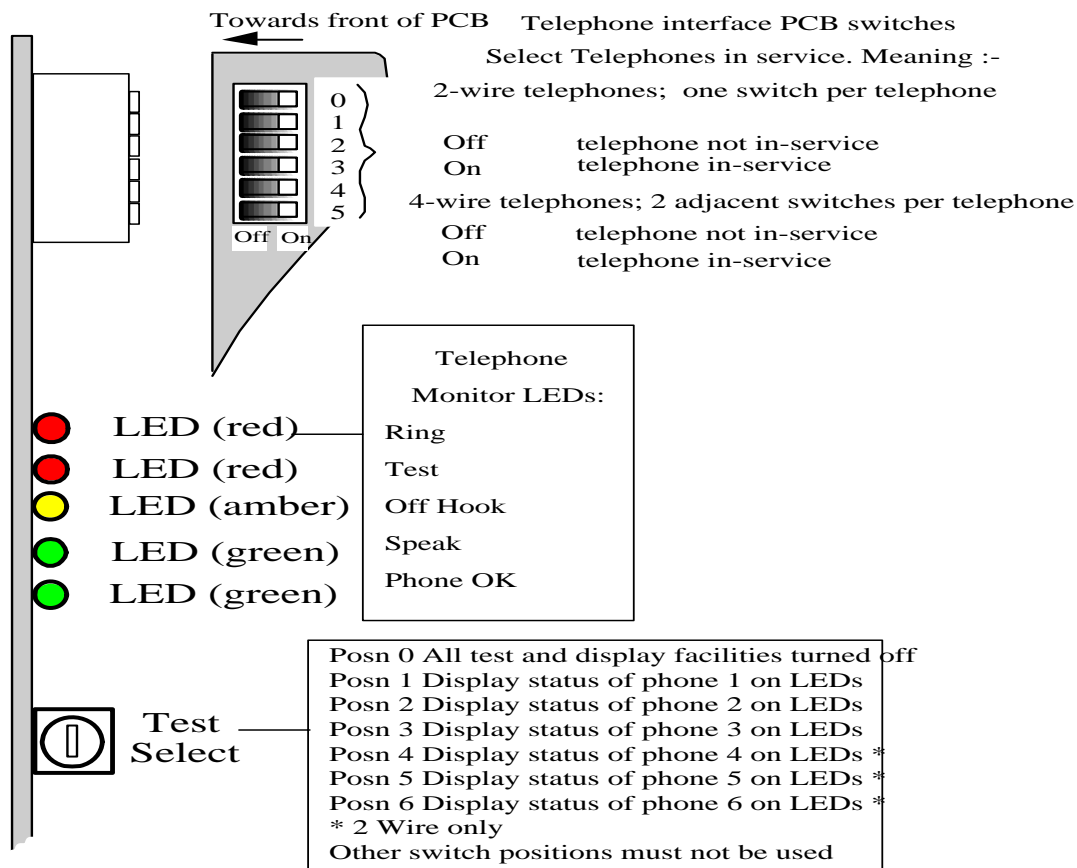 Towards front of PCB
Telephone interface PCB switches
Select Telephones in service. Meaning :-
2-wire telephones; one switch per telephone
0
1
2
3
4
5
Off On
Off telephone not in-service
On telephone in-service
4-wire telephones; 2 adjacent switches per telephone
Off telephone not in-service
On telephone in-service
Telephone
Monitor LEDs:
LED (red) Ring
LED (red) Test
LED (amber) Off Hook
LED (green) Speak
LED (green) Phone OK
Test
Select
Posn 0 All test and display facilities turned off
Posn 1 Display status of phone 1 on LEDs
Posn 2 Display status of phone 2 on LEDs
Posn 3 Display status of phone 3 on LEDs
Posn 4 Display status of phone 4 on LEDs *
Posn 5 Display status of phone 5 on LEDs *
Posn 6 Display status of phone 6 on LEDs *
* 2 Wire only
Other switch positions must not be used